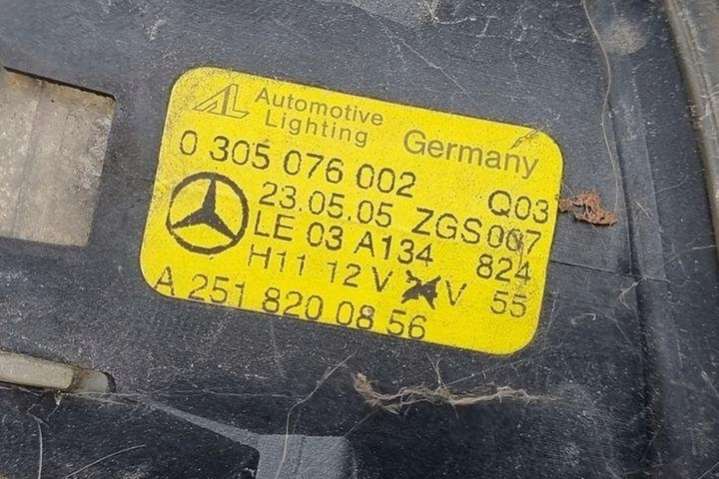 AL Automotive
Lighting Germany
0 305 076 002 Q03
23.05.05 ZGS 007
LE 03 A134 824
H11 12 V V 55
A 251 820 08 56